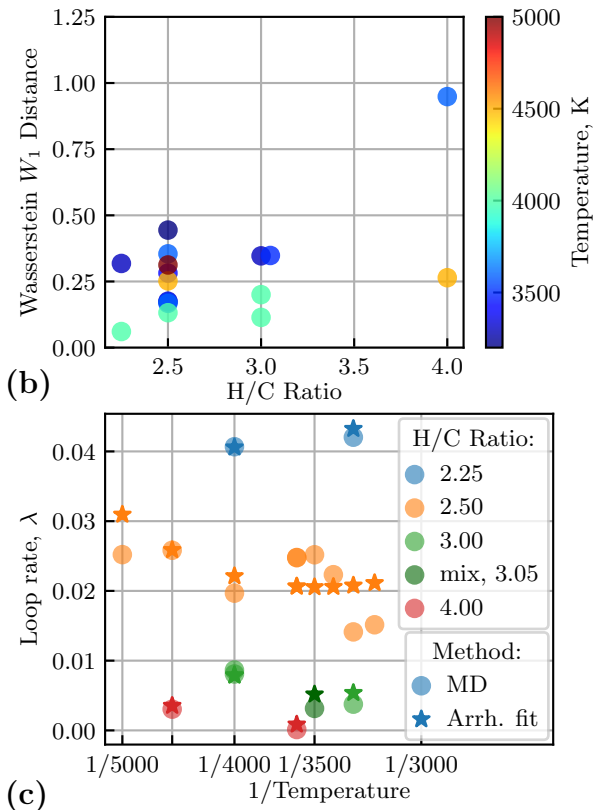 1.25
1.00
0.75
0.50
0.25
0.00
Wasserstein W₁ Distance
2.5 3.0 3.5 4.0
H/C Ratio
5000
4500
4000
3500
Temperature, K
(b)
0.04
0.03
0.02
0.01
0.00
Loop rate, λ
H/C Ratio:
2.25
2.50
3.00
mix, 3.05
4.00
Method:
MD
Arrh. fit
1/5000 1/4000 1/3500 1/3000
1/Temperature
(c)